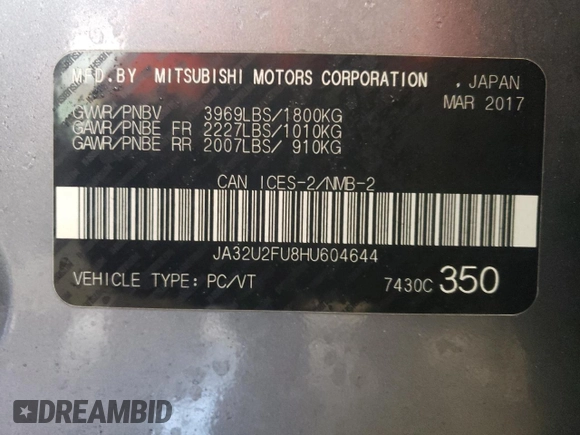 MFD.BY MITSUBISHI MOTORS CORPORATION , JAPAN
MAR 2017
GVWR/PNBV 3969LBS/1800KG
GAWR/PNBE FR 2227LBS/1010KG
GAWR/PNBE RR 2007LBS/ 910KG
CAN ICES-2/NMB-2
JA32U2FU8HU604644
VEHICLE TYPE: PC/VT 7430C 350
DREAMBID